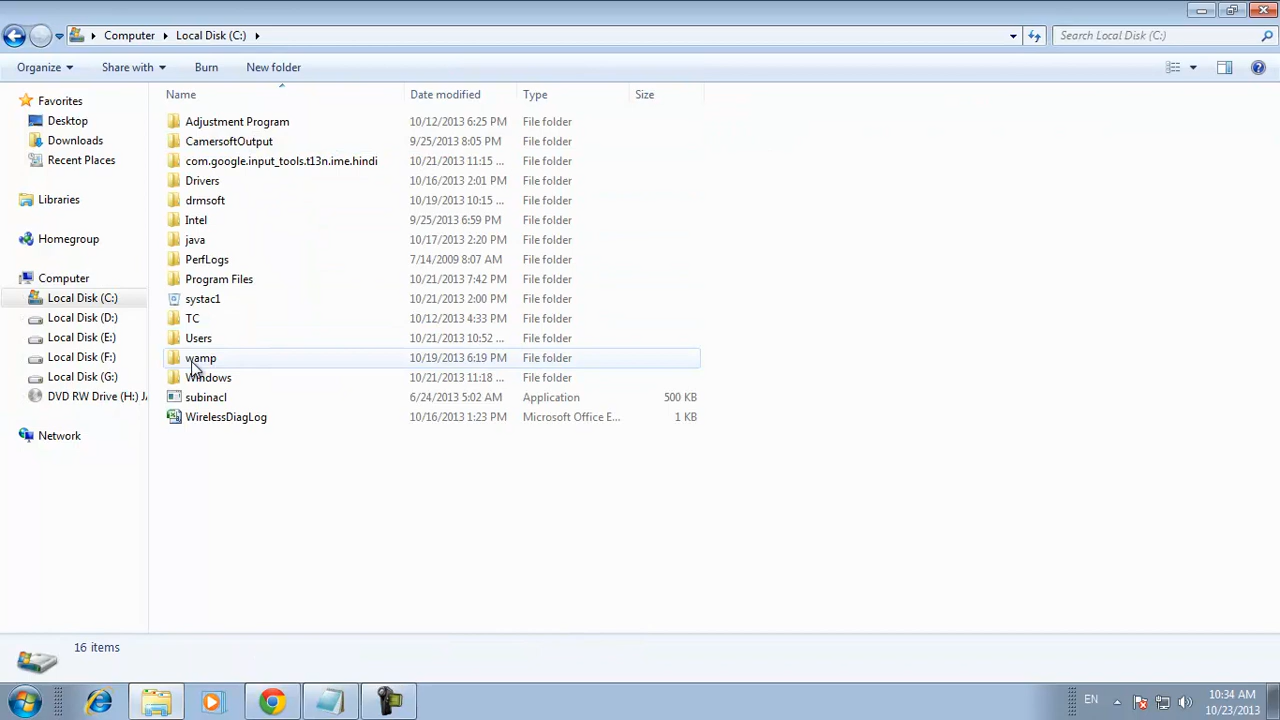 Computer
Local Disk (C:)
Search Local Disk (C:)
Organize
Share with
Burn
New folder
Favorites
Desktop
Downloads
Recent Places
Libraries
Homegroup
Computer
Local Disk (C:)
Local Disk (D:)
Local Disk (E:)
Local Disk (F:)
Local Disk (G:)
DVD RW Drive (H:) J
Network
Name Date modified Type Size
Adjustment Program 10/12/2013 6:25 PM File folder
CamersoftOutput 9/25/2013 8:05 PM File folder
com.google.input_tools.t13n.ime.hindi 10/21/2013 11:15 ... File folder
Drivers 10/16/2013 2:01 PM File folder
drmsoft 10/19/2013 10:15 ... File folder
Intel 9/25/2013 6:59 PM File folder
java 10/17/2013 2:20 PM File folder
PerfLogs 7/14/2009 8:07 AM File folder
Program Files 10/21/2013 7:42 PM File folder
systac1 10/21/2013 2:00 PM File folder
TC 10/12/2013 4:33 PM File folder
Users 10/21/2013 10:52 ... File folder
wamp 10/19/2013 6:19 PM File folder
Windows 10/21/2013 11:18 ... File folder
subinacl 6/24/2013 5:02 AM Application 500 KB
WirelessDiagLog 10/16/2013 1:23 PM Microsoft Office E... 1 KB
16 items
EN
10:34 AM
10/23/2013